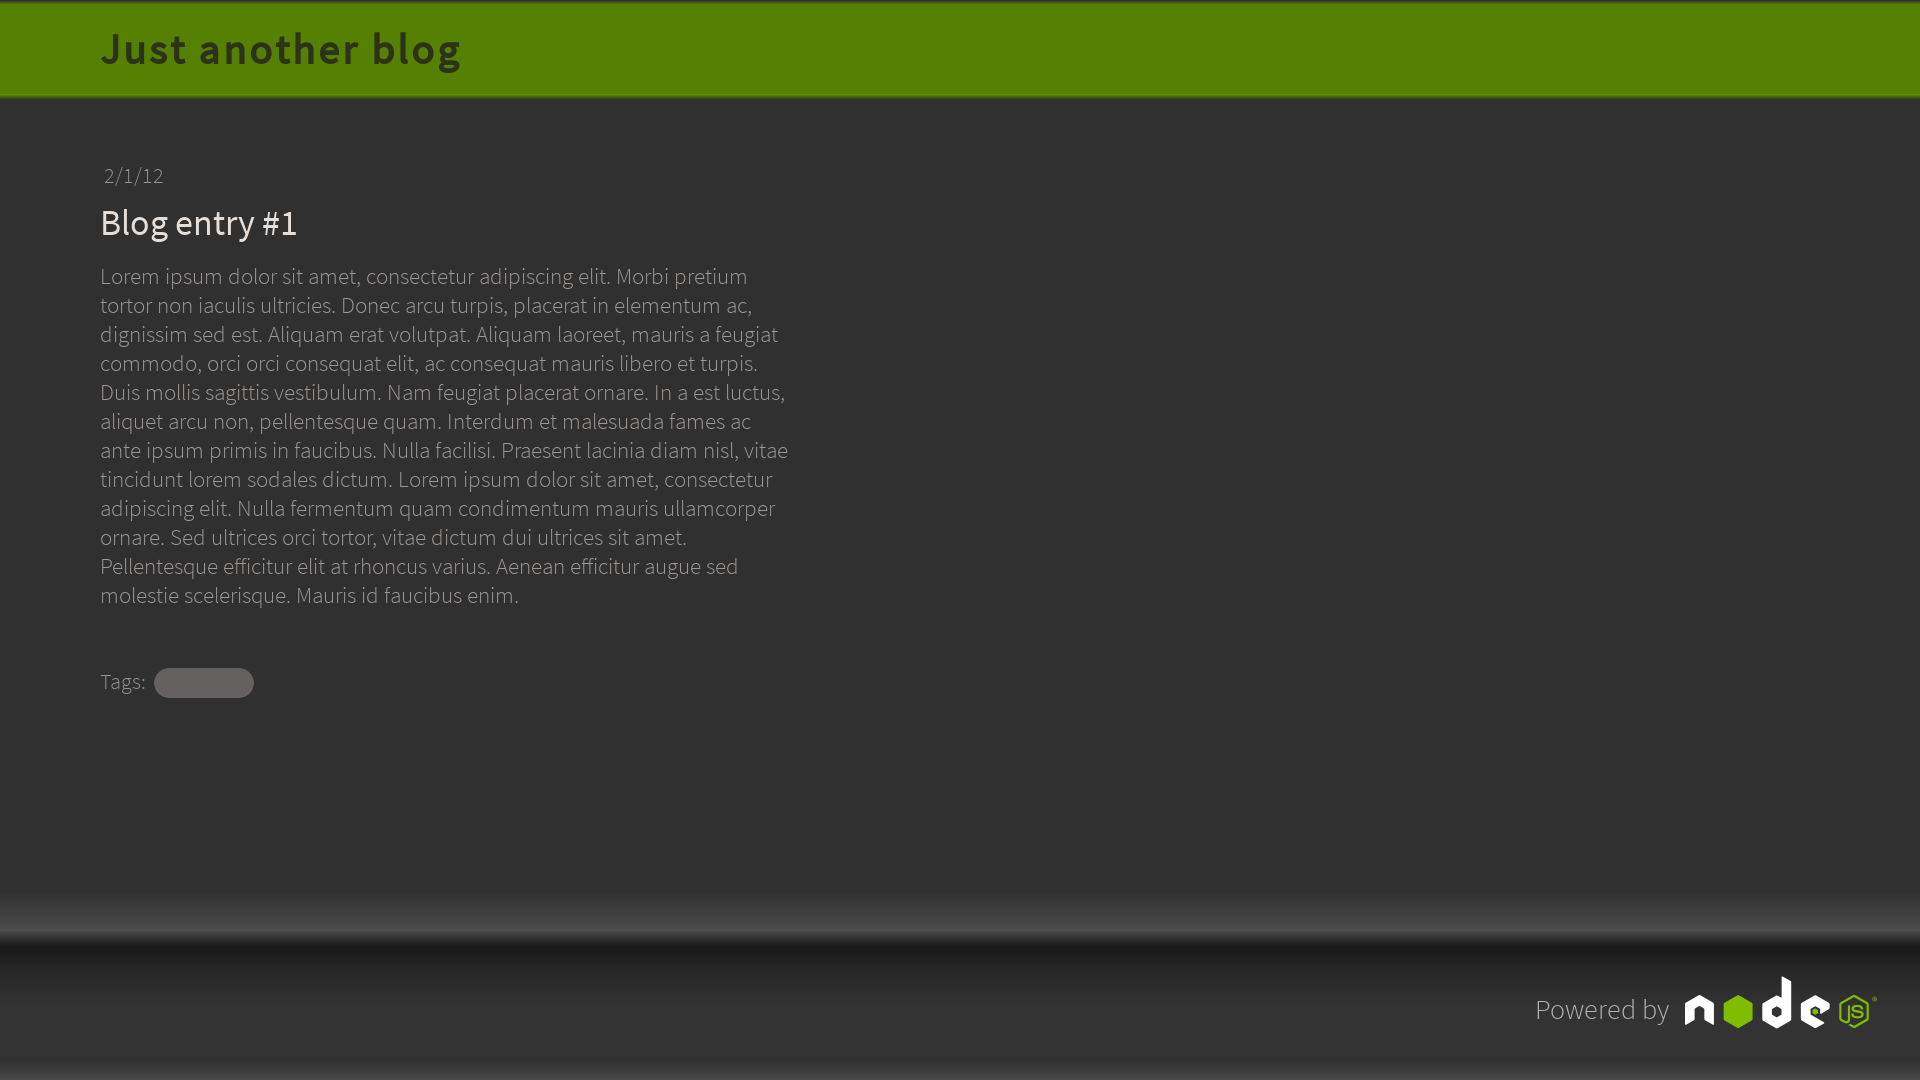 Just another blog
2/1/12
Blog entry #1
Lorem ipsum dolor sit amet, consectetur adipiscing elit. Morbi pretium
tortor non iaculis ultricies. Donec arcu turpis, placerat in elementum ac,
dignissim sed est. Aliquam erat volutpat. Aliquam laoreet, mauris a feugiat
commodo, orci orci consequat elit, ac consequat mauris libero et turpis.
Duis mollis sagittis vestibulum. Nam feugiat placerat ornare. In a est luctus,
aliquet arcu non, pellentesque quam. Interdum et malesuada fames ac
ante ipsum primis in faucibus. Nulla facilisi. Praesent lacinia diam nisl, vitae
tincidunt lorem sodales dictum. Lorem ipsum dolor sit amet, consectetur
adipiscing elit. Nulla fermentum quam condimentum mauris ullamcorper
ornare. Sed ultrices orci tortor, vitae dictum dui ultrices sit amet.
Pellentesque efficitur elit at rhoncus varius. Aenean efficitur augue sed
molestie scelerisque. Mauris id faucibus enim.
Tags:
Powered by node JS®